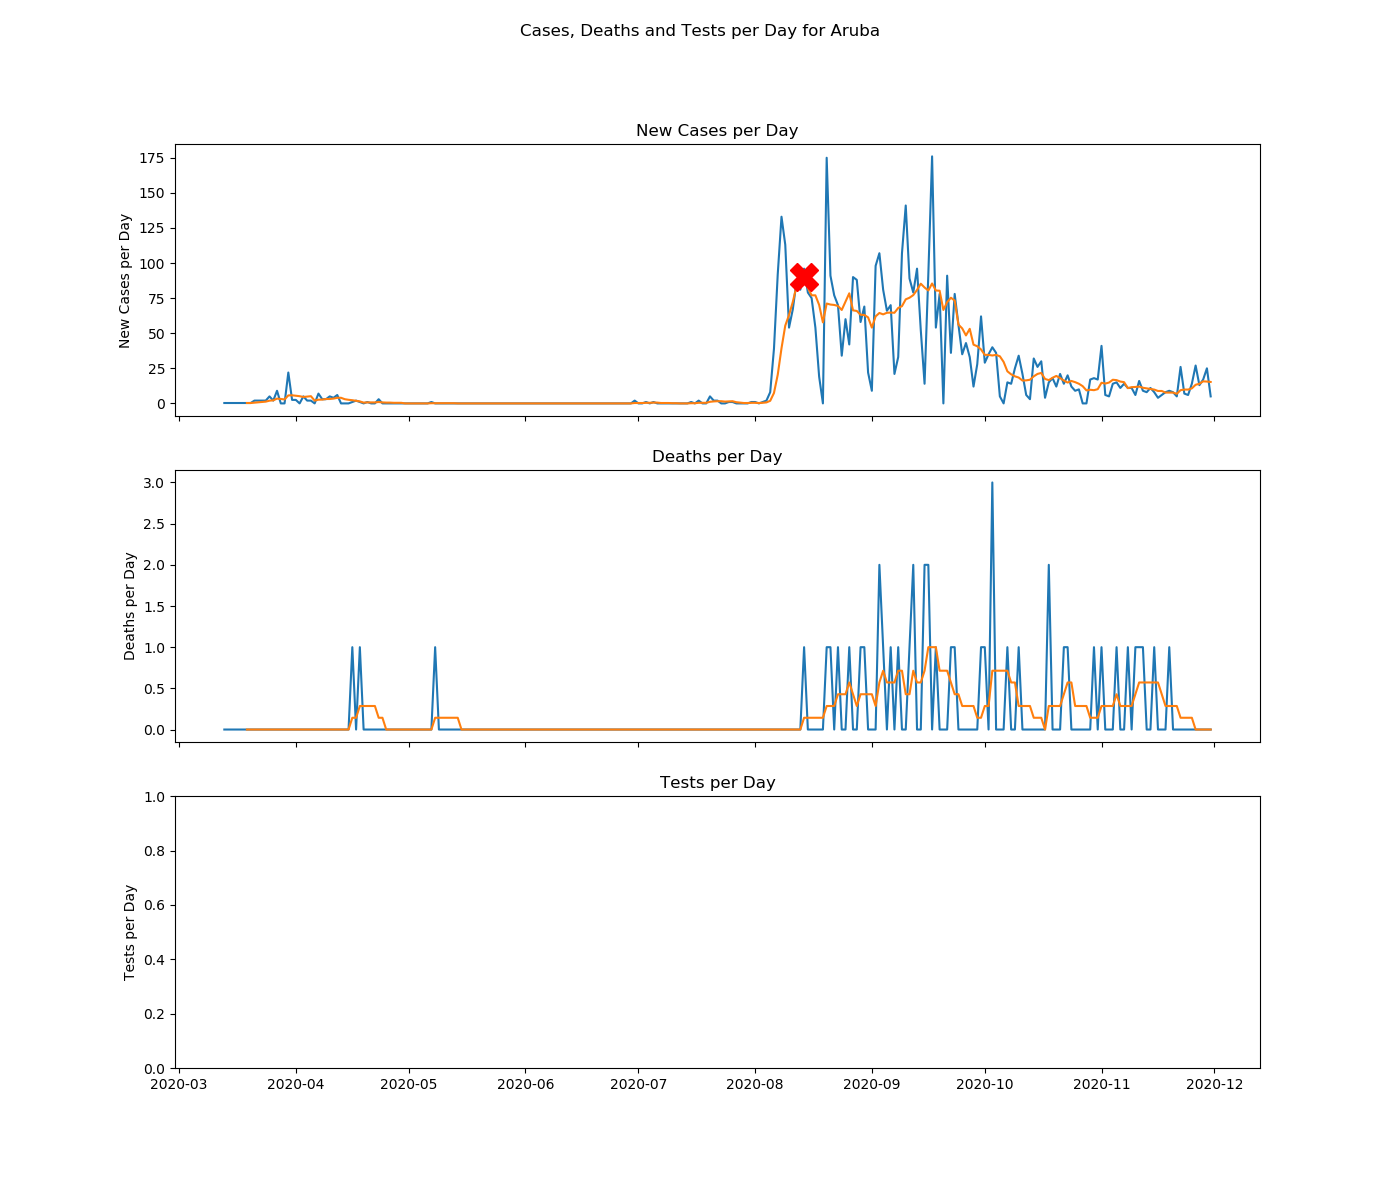 Cases, Deaths and Tests per Day for Aruba
New Cases per Day
New Cases per Day
175
150
125
100
75
50
25
0
Deaths per Day
Deaths per Day
3.0
2.5
2.0
1.5
1.0
0.5
0.0
Tests per Day
Tests per Day
1.0
0.8
0.6
0.4
0.2
0.0
2020-03 2020-04 2020-05 2020-06 2020-07 2020-08 2020-09 2020-10 2020-11 2020-12